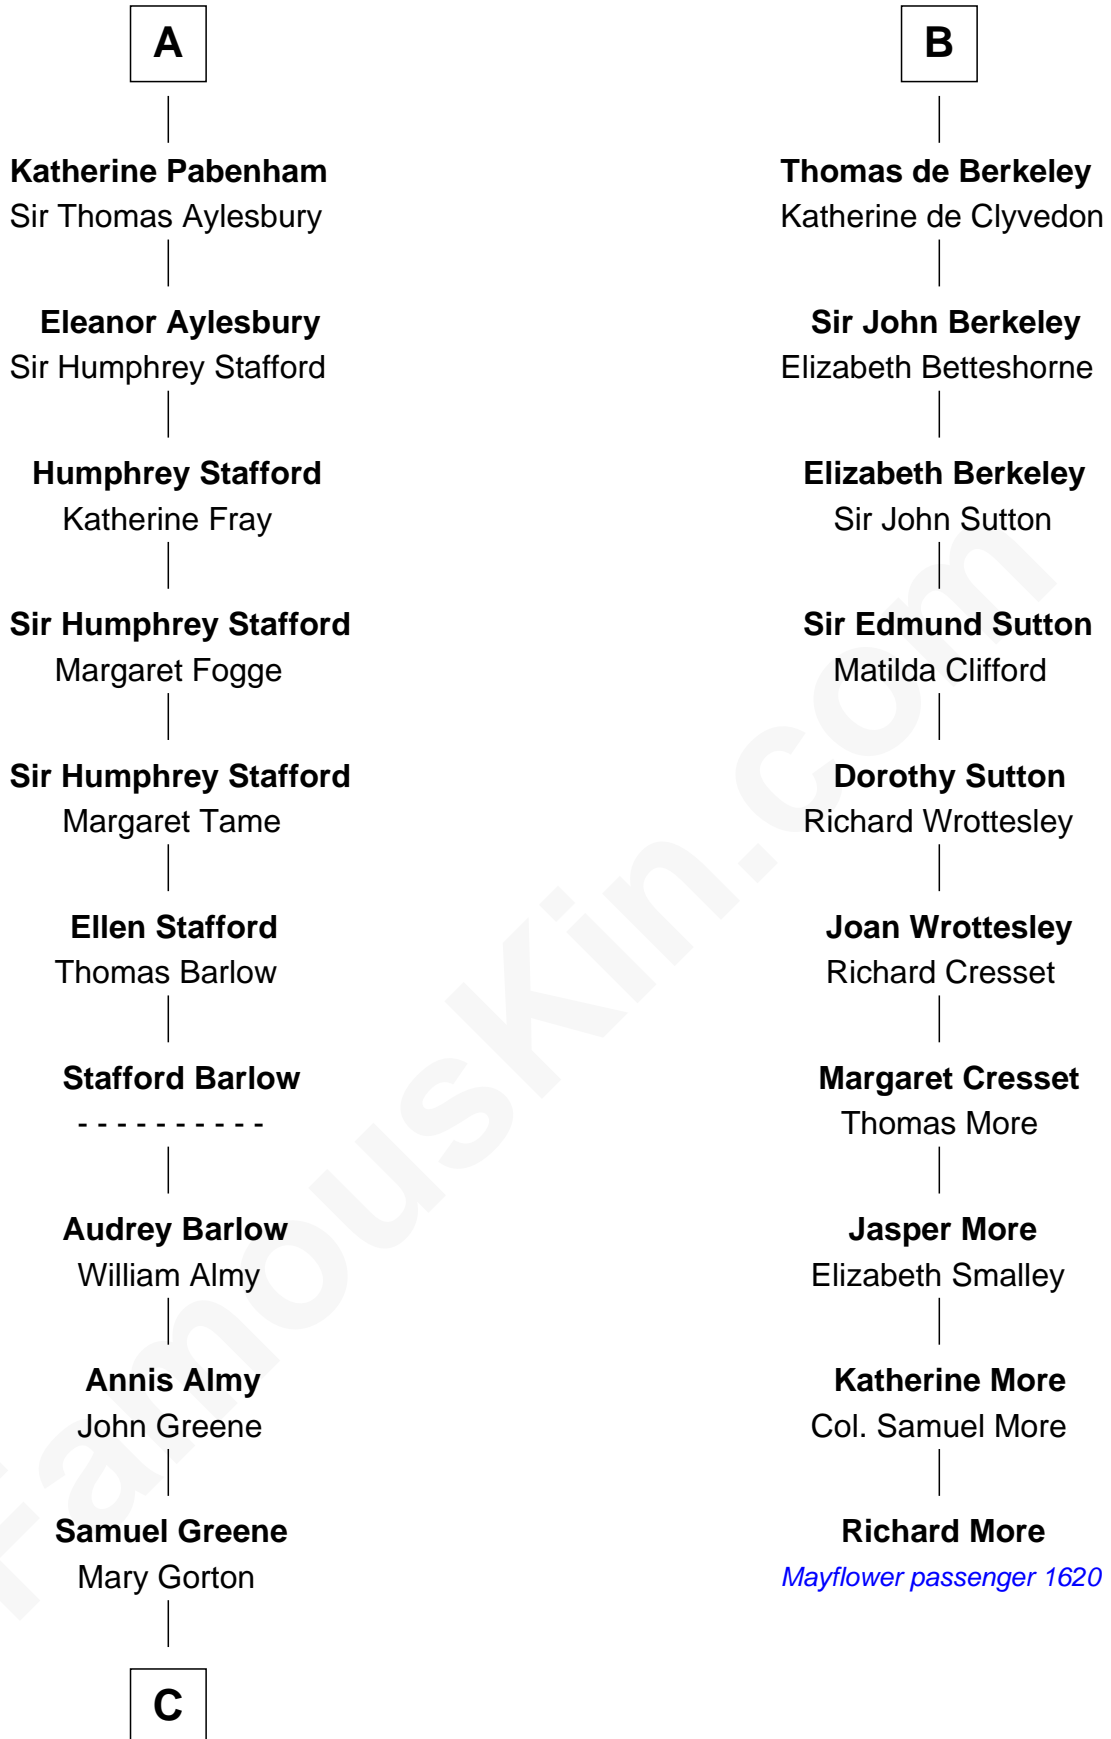 A
Katherine Pabenham
Sir Thomas Aylesbury
Eleanor Aylesbury
Sir Humphrey Stafford
Humphrey Stafford
Katherine Fray
Sir Humphrey Stafford
Margaret Fogge
Sir Humphrey Stafford
Margaret Tame
Ellen Stafford
Thomas Barlow
Stafford Barlow
- - - - - - - - - -
Audrey Barlow
William Almy
Annis Almy
John Greene
Samuel Greene
Mary Gorton
C
B
Thomas de Berkeley
Katherine de Clyvedon
Sir John Berkeley
Elizabeth Betteshorne
Elizabeth Berkeley
Sir John Sutton
Sir Edmund Sutton
Matilda Clifford
Dorothy Sutton
Richard Wrottesley
Joan Wrottesley
Richard Cresset
Margaret Cresset
Thomas More
Jasper More
Elizabeth Smalley
Katherine More
Col. Samuel More
Richard More
Mayflower passenger 1620
FamousKin.com